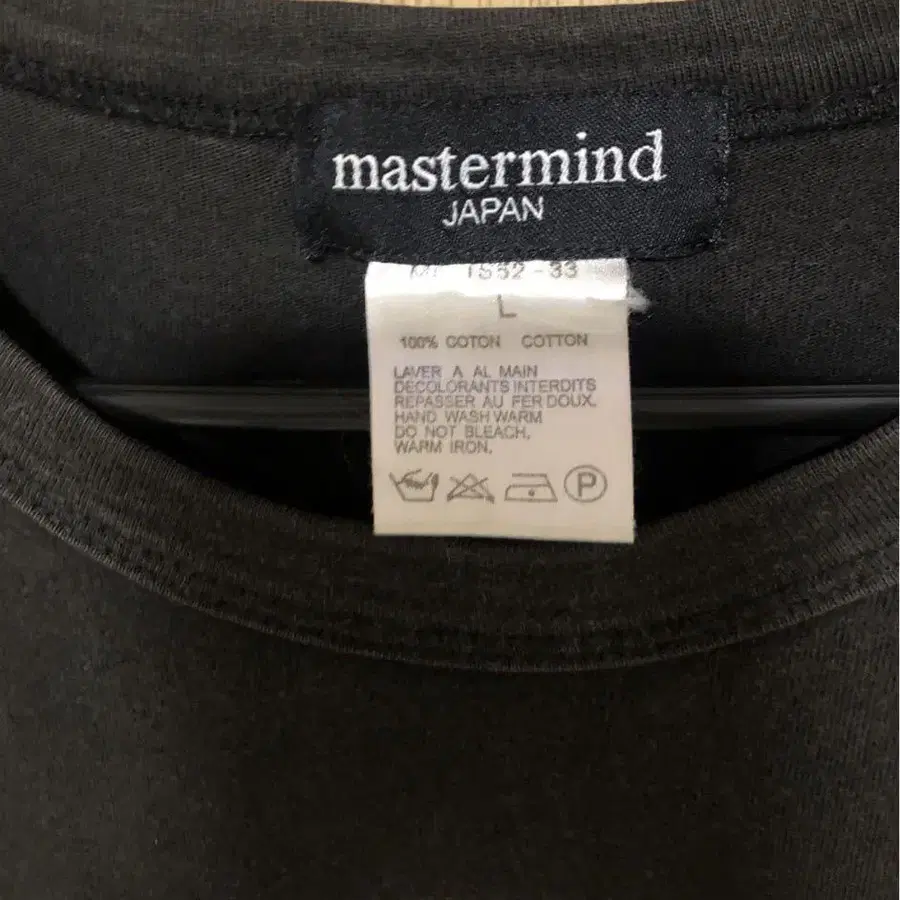 mastermind
JAPAN
TS52-33
L
100% COTON COTTON
LAVER A AL MAIN
DECOLORANTS INTERDITS
REPASSER AU FER DOUX.
HAND WASH WARM
DO NOT BLEACH.
WARM IRON.
P